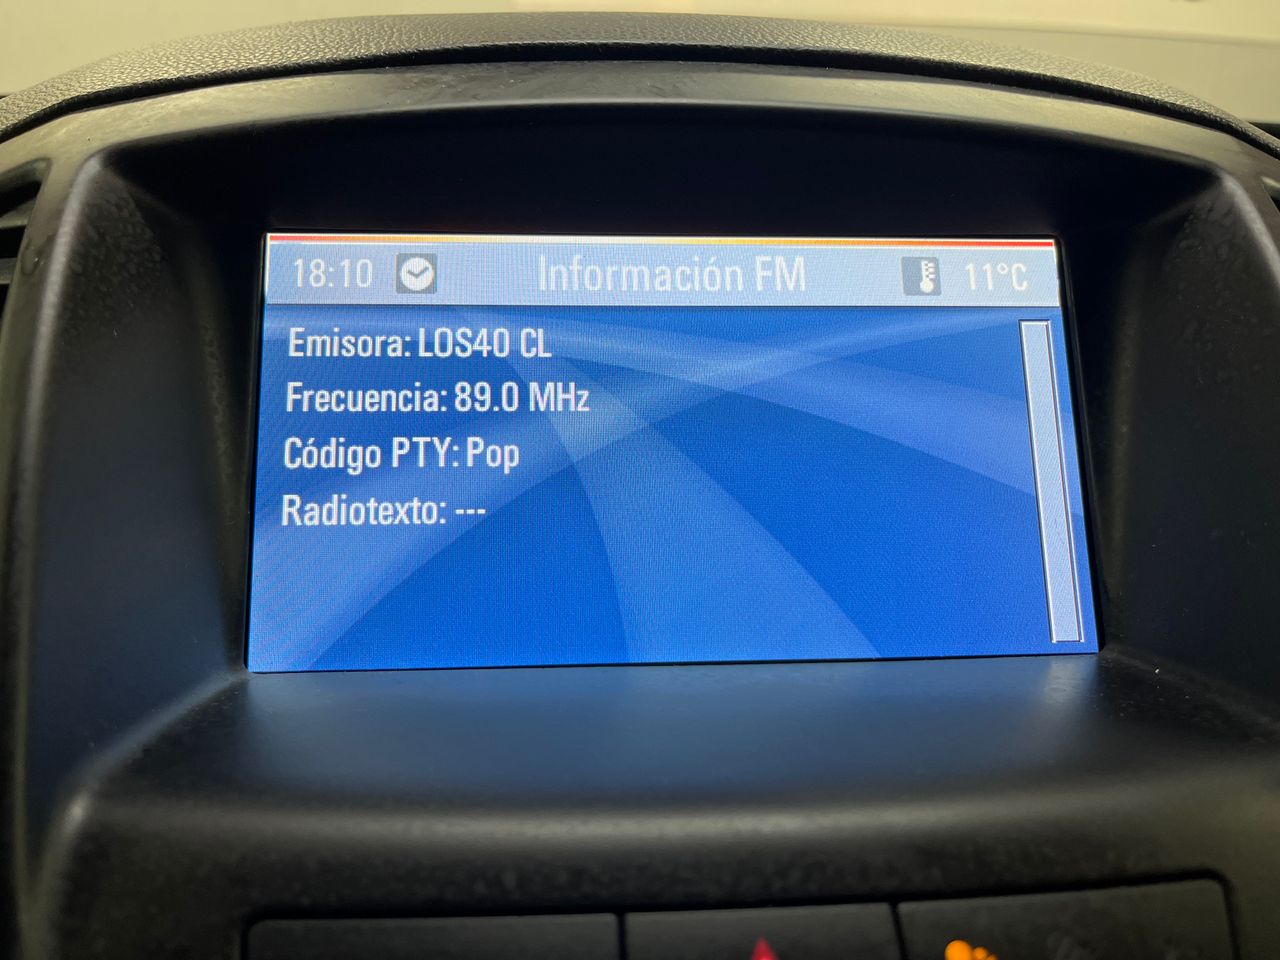 18:10 Información FM 11°C
Emisora: LOS40 CL
Frecuencia: 89.0 MHz
Código PTY: Pop
Radiotexto: ---